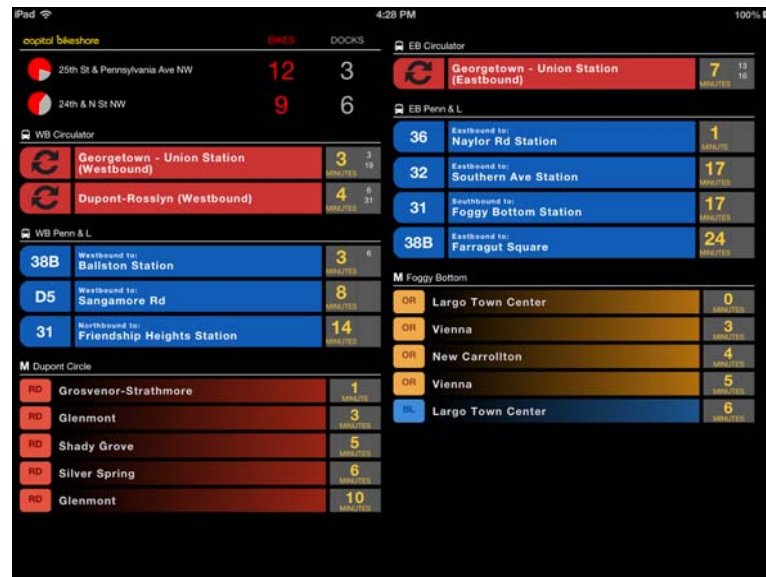 iPad 4:28 PM 100%
capital bikeshare BIKES DOCKS
25th St & Pennsylvania Ave NW 12 3
24th & N St NW 9 6
WB Circulator
Georgetown - Union Station
(Westbound)
3 MINUTES 3 19
Dupont-Rosslyn (Westbound) 4 MINUTES 6 31
WB Penn & L
38B Westbound to:
Ballston Station
3 MINUTES 6
D5 Westbound to:
Sangamore Rd
8 MINUTES
31 Northbound to:
Friendship Heights Station
14 MINUTES
M Dupont Circle
RD Grosvenor-Strathmore 1 MINUTE
RD Glenmont 3 MINUTES
RD Shady Grove 5 MINUTES
RD Silver Spring 6 MINUTES
RD Glenmont 10 MINUTES
EB Circulator
Georgetown - Union Station
(Eastbound)
7 MINUTES 13 16
EB Penn & L
36 Eastbound to:
Naylor Rd Station
1 MINUTE
32 Eastbound to:
Southern Ave Station
17 MINUTES
31 Southbound to:
Foggy Bottom Station
17 MINUTES
38B Eastbound to:
Farragut Square
24 MINUTES
M Foggy Bottom
OR Largo Town Center 0 MINUTES
OR Vienna 3 MINUTES
OR New Carrollton 4 MINUTES
OR Vienna 5 MINUTES
BL Largo Town Center 6 MINUTES